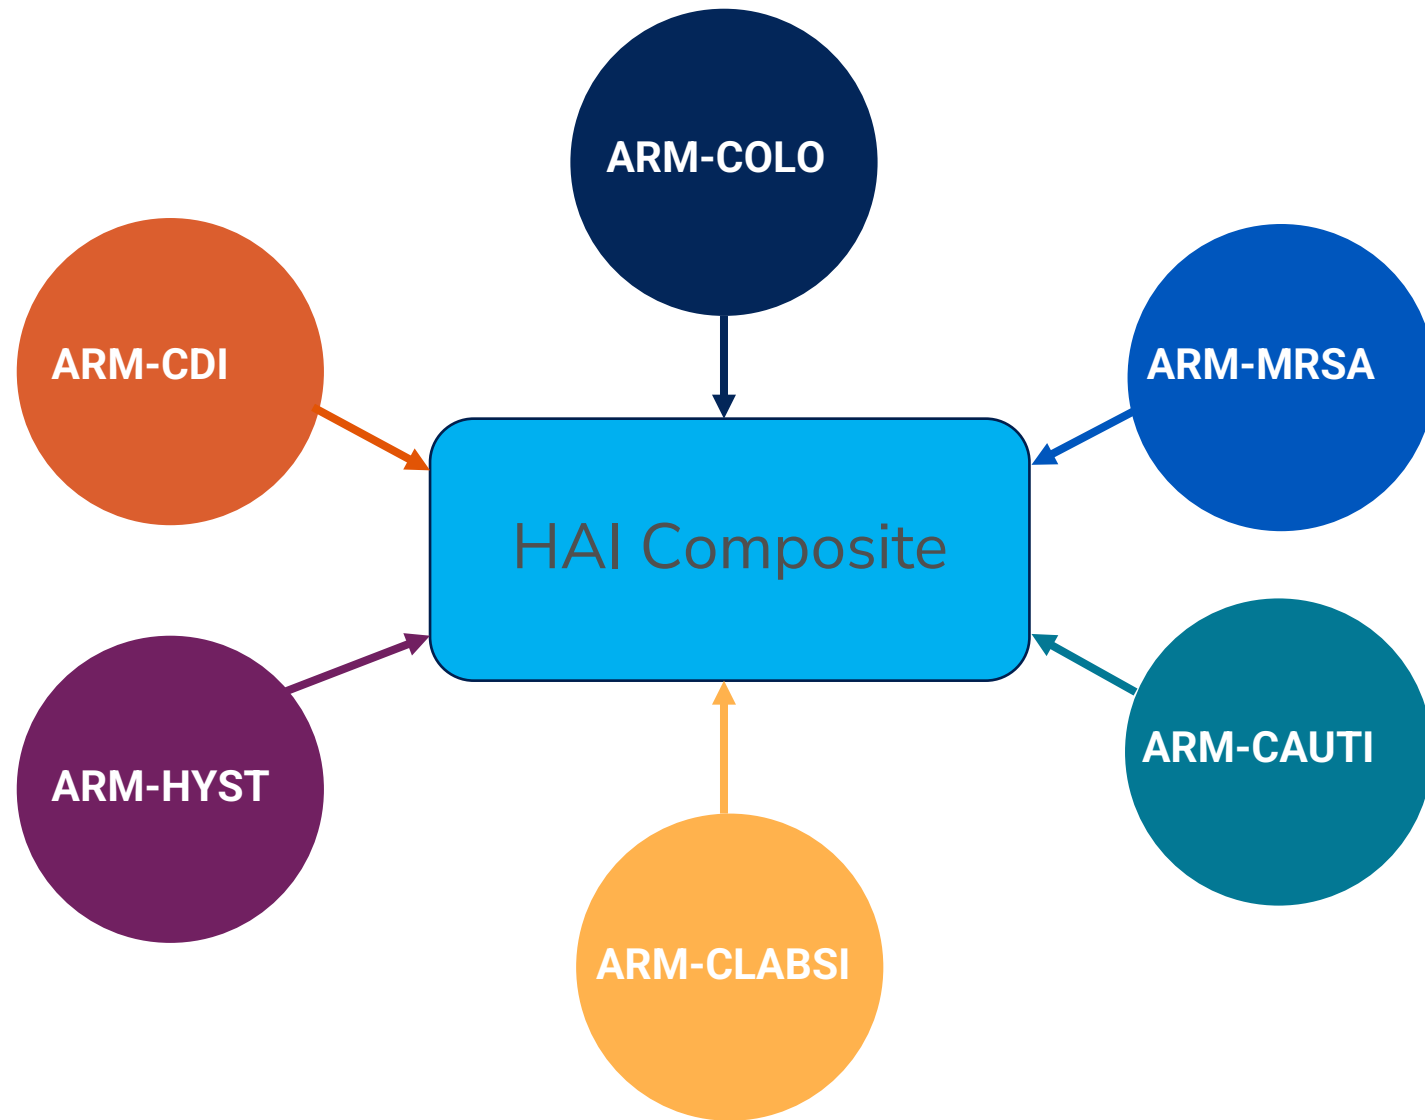 ARM-COLO
ARM-CDI
ARM-MRSA
HAI Composite
ARM-CAUTI
ARM-HYST
ARM-CLABSI